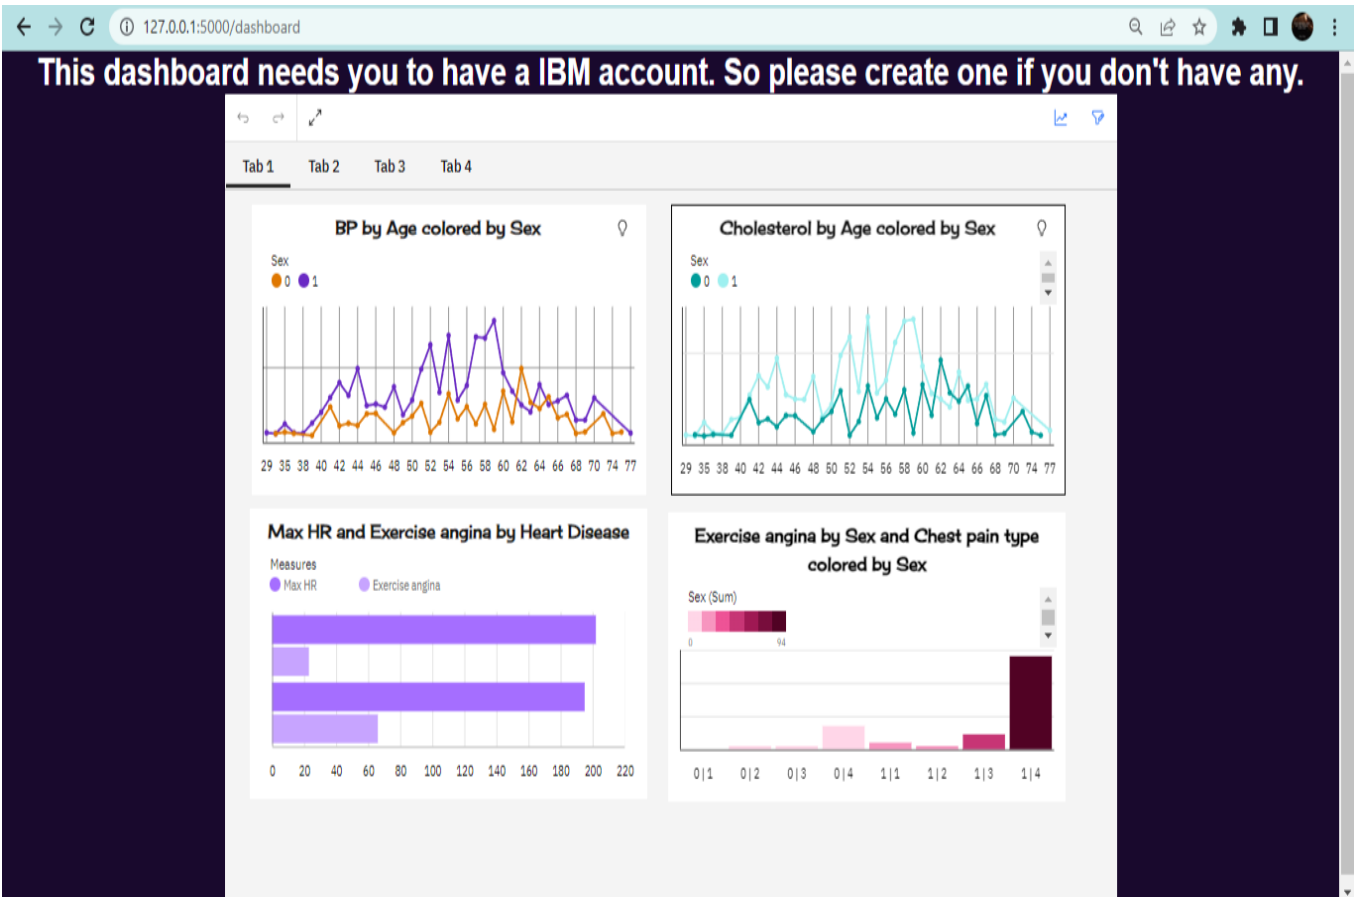 127.0.0.1:5000/dashboard
This dashboard needs you to have a IBM account. So please create one if you don't have any.
Tab 1 Tab 2 Tab 3 Tab 4
BP by Age colored by Sex
Sex
0 1
29 35 38 40 42 44 46 48 50 52 54 56 58 60 62 64 66 68 70 74 77
Cholesterol by Age colored by Sex
Sex
0 1
29 35 38 40 42 44 46 48 50 52 54 56 58 60 62 64 66 68 70 74 77
Max HR and Exercise angina by Heart Disease
Measures
Max HR Exercise angina
0 20 40 60 80 100 120 140 160 180 200 220
Exercise angina by Sex and Chest pain type
colored by Sex
Sex (Sum)
0 94
0|1 0|2 0|3 0|4 1|1 1|2 1|3 1|4